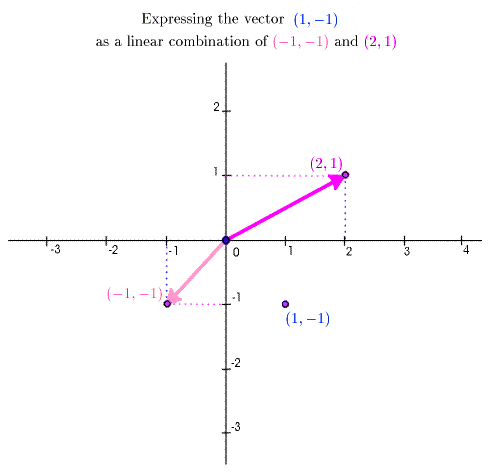 Expressing the vector (1, −1)
as a linear combination of (−1, −1) and (2, 1)
2
(2, 1)
1
-3 -2 -1 0 1 2 3 4
(−1, −1)
-1
(1, −1)
-2
-3